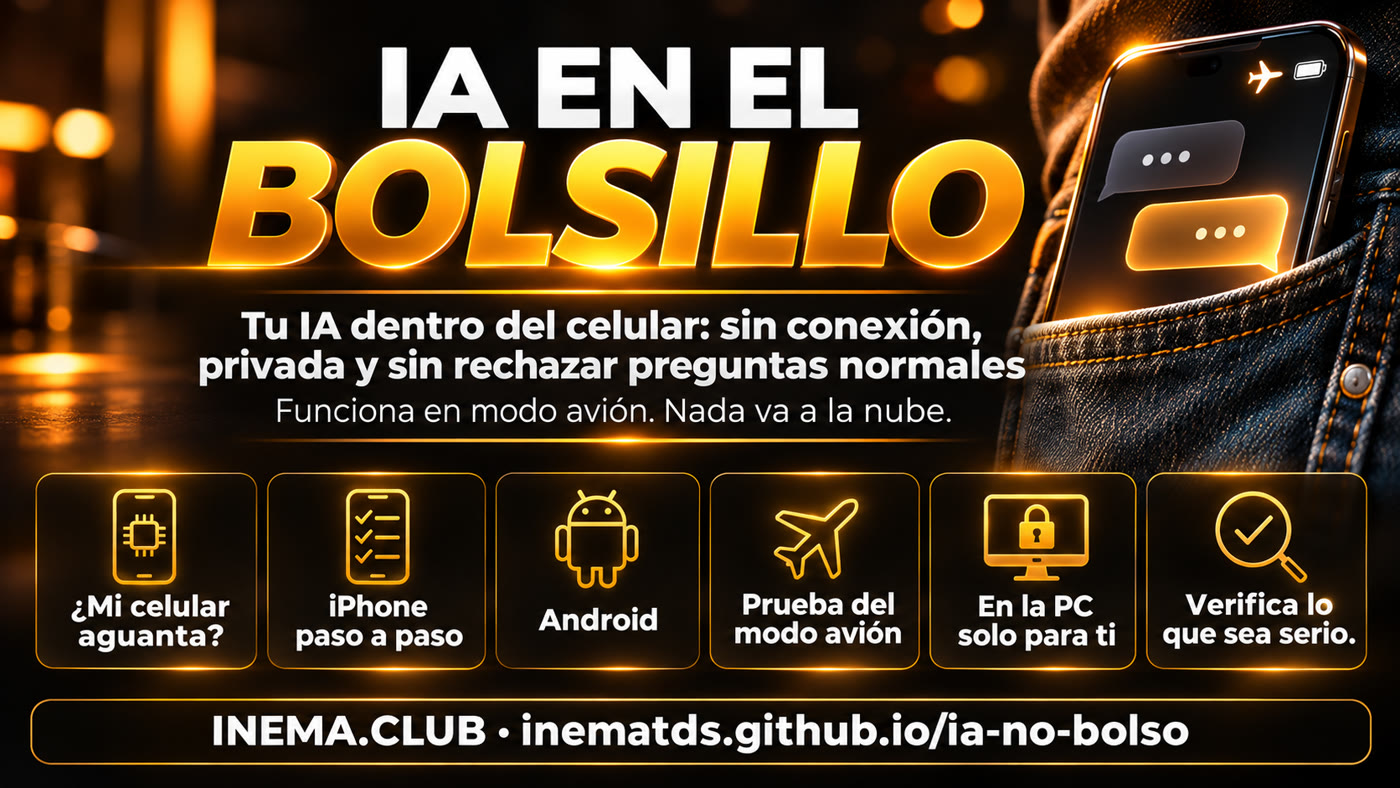 IA EN EL
BOLSILLO
Tu IA dentro del celular: sin conexión,
privada y sin rechazar preguntas normales
Funciona en modo avión. Nada va a la nube.
¿Mi celular
aguanta?
iPhone
paso a paso
Android
Prueba del
modo avión
En la PC
solo para ti
Verifica lo
que sea serio.
INEMA.CLUB • inematds.github.io/ia-no-bolso